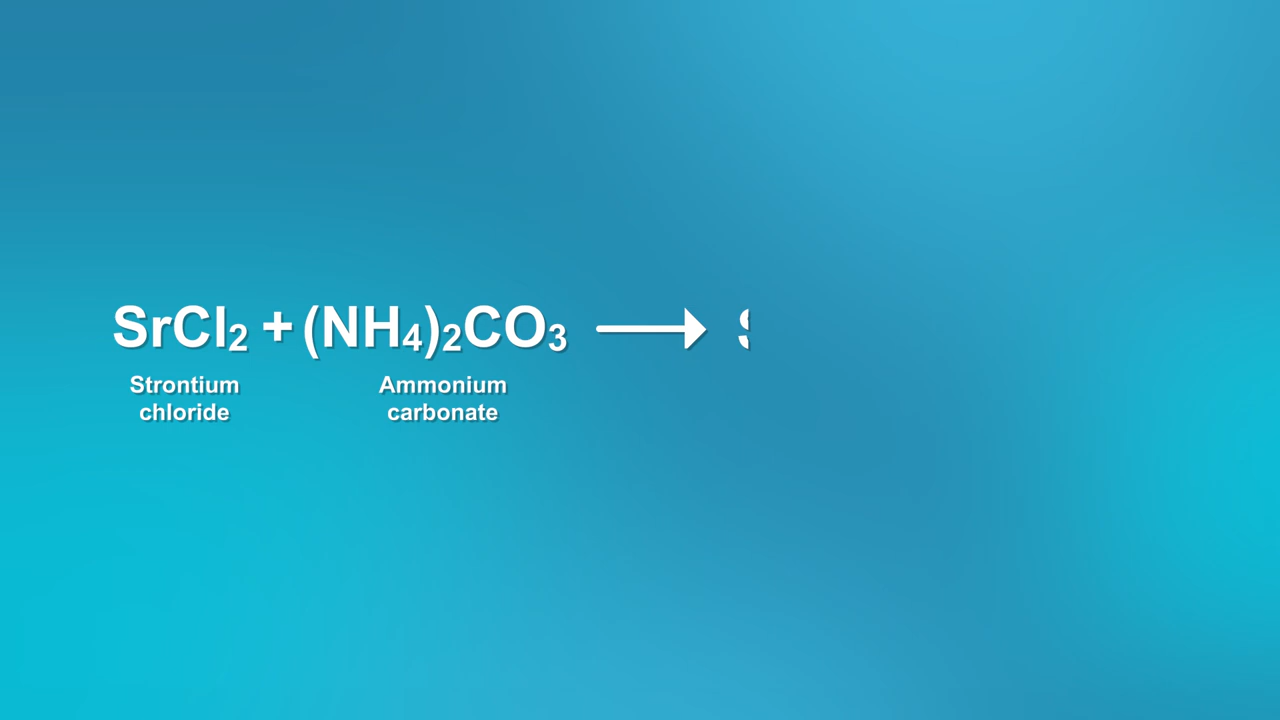 SrCl₂ + (NH₄)₂CO₃ ⟶
Strontium chloride
Ammonium carbonate